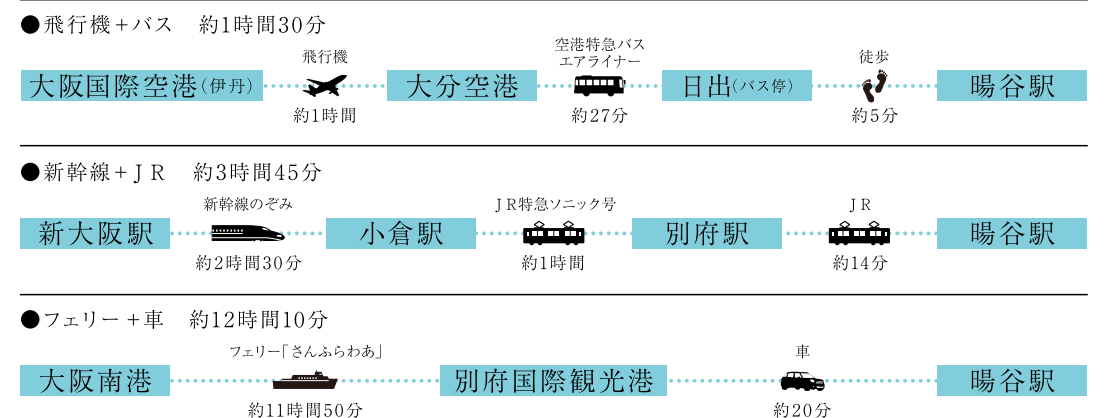 ●飛行機＋バス　約1時間30分
飛行機
空港特急バス
エアライナー
徒歩
大阪国際空港（伊丹）
大分空港
日出（バス停）
暘谷駅
約1時間
約27分
約5分
●新幹線＋ＪＲ　約3時間45分
新幹線のぞみ
ＪＲ特急ソニック号
ＪＲ
新大阪駅
小倉駅
別府駅
暘谷駅
約2時間30分
約1時間
約14分
●フェリー＋車　約12時間10分
フェリー「さんふらわあ」
車
大阪南港
別府国際観光港
暘谷駅
約11時間50分
約20分